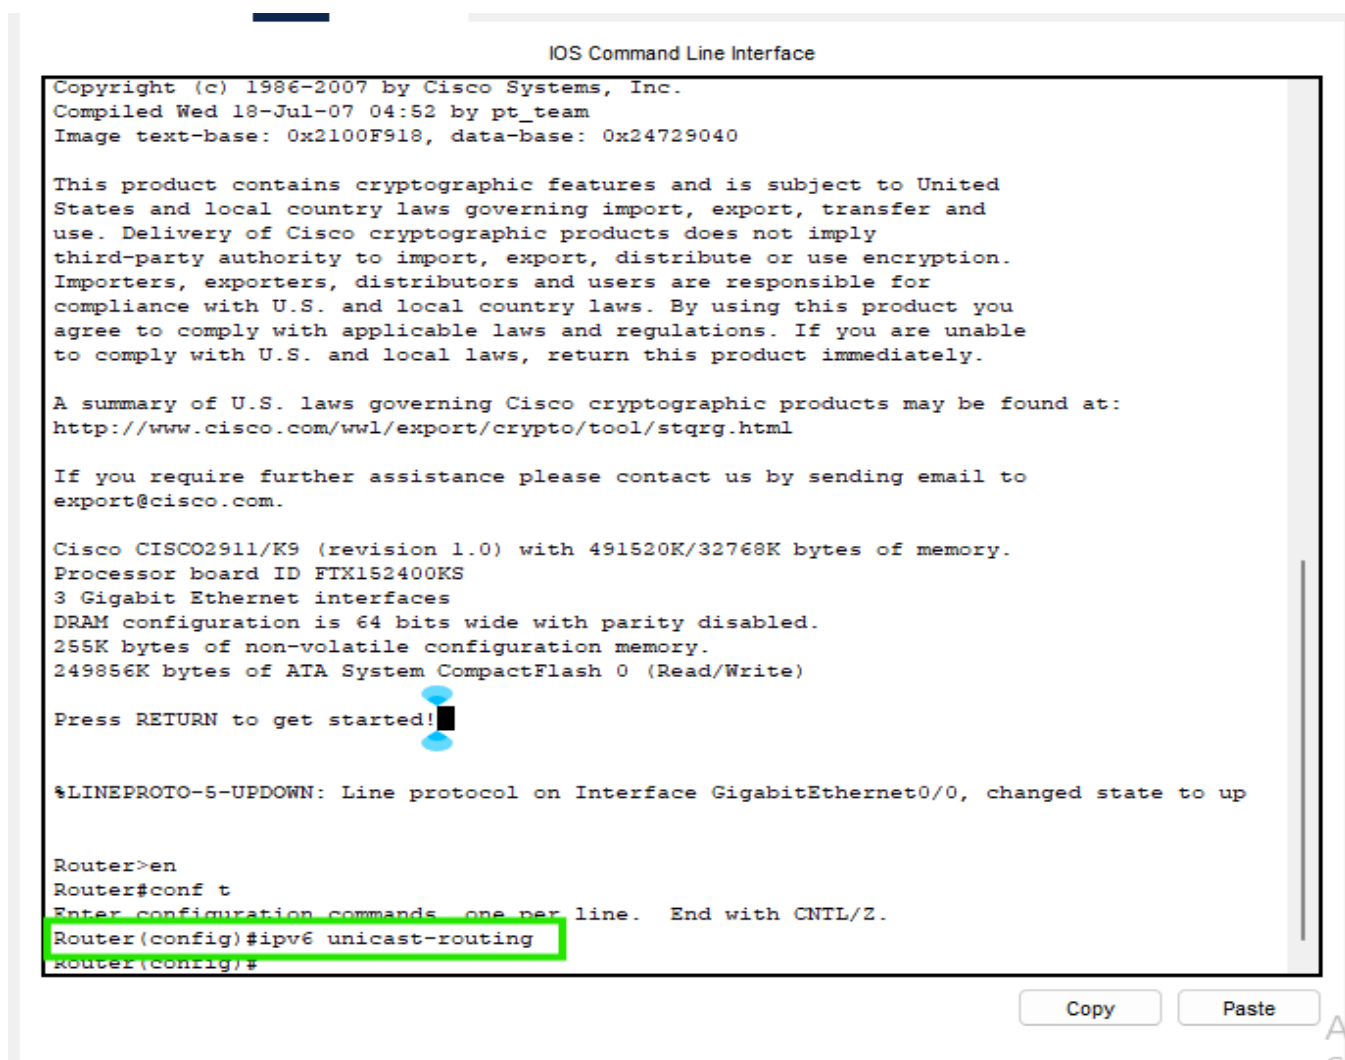 IOS Command Line Interface
Copyright (c) 1986-2007 by Cisco Systems, Inc.
Compiled Wed 18-Jul-07 04:52 by pt_team
Image text-base: 0x2100F918, data-base: 0x24729040
This product contains cryptographic features and is subject to United
States and local country laws governing import, export, transfer and
use. Delivery of Cisco cryptographic products does not imply
third-party authority to import, export, distribute or use encryption.
Importers, exporters, distributors and users are responsible for
compliance with U.S. and local country laws. By using this product you
agree to comply with applicable laws and regulations. If you are unable
to comply with U.S. and local laws, return this product immediately.
A summary of U.S. laws governing Cisco cryptographic products may be found at:
http://www.cisco.com/wwl/export/crypto/tool/stqrg.html
If you require further assistance please contact us by sending email to
export@cisco.com.
Cisco CISCO2911/K9 (revision 1.0) with 491520K/32768K bytes of memory.
Processor board ID FTX152400KS
3 Gigabit Ethernet interfaces
DRAM configuration is 64 bits wide with parity disabled.
255K bytes of non-volatile configuration memory.
249856K bytes of ATA System CompactFlash 0 (Read/Write)
Press RETURN to get started!
%LINEPROTO-5-UPDOWN: Line protocol on Interface GigabitEthernet0/0, changed state to up
Router>en
Router#conf t
Enter configuration commands, one per line.  End with CNTL/Z.
Router(config)#ipv6 unicast-routing
Router(config)#
Copy
Paste
A